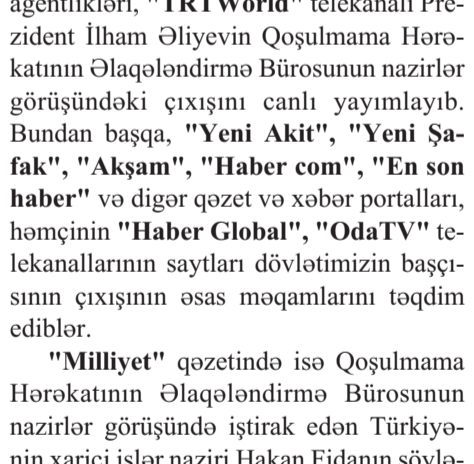 agentlikləri, "TRTWorld" telekanalı Pre-
zident İlham Əliyevin Qoşulmama Hərə-
katının Əlaqələndirmə Bürosunun nazirlər
görüşündəki çıxışını canlı yayımlayıb.
Bundan başqa, "Yeni Akit", "Yeni Şa-
fak", "Akşam", "Haber com", "En son
haber" və digər qəzet və xəbər portalları,
həmçinin "Haber Global", "OdaTV" te-
lekanallarının saytları dövlətimizin başçı-
sının çıxışının əsas məqamlarını təqdim
ediblər.
"Milliyet" qəzetində isə Qoşulmama
Hərəkatının Əlaqələndirmə Bürosunun
nazirlər görüşündə iştirak edən Türkiyə-
nin xarici işlər naziri Hakan Fidanın söylə-